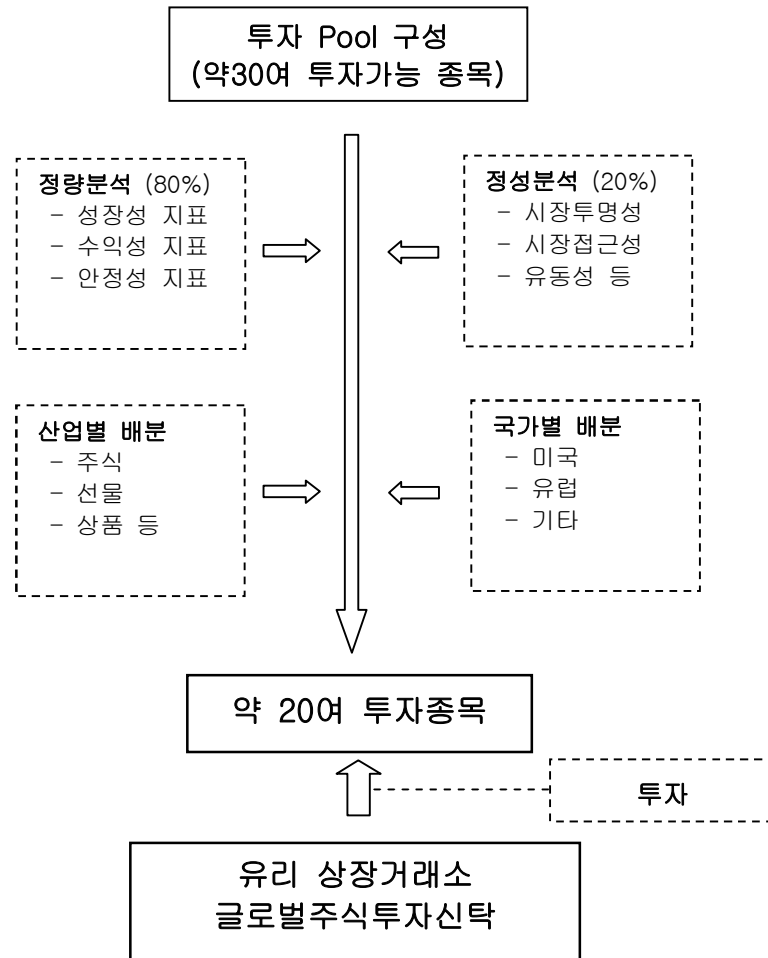 투자 Pool 구성
(약30여 투자가능 종목)
정량분석 (80%)
- 성장성 지표
- 수익성 지표
- 안정성 지표
정성분석 (20%)
- 시장투명성
- 시장접근성
- 유동성 등
산업별 배분
- 주식
- 선물
- 상품 등
국가별 배분
- 미국
- 유럽
- 기타
약 20여 투자종목
투자
유리 상장거래소
글로벌주식투자신탁